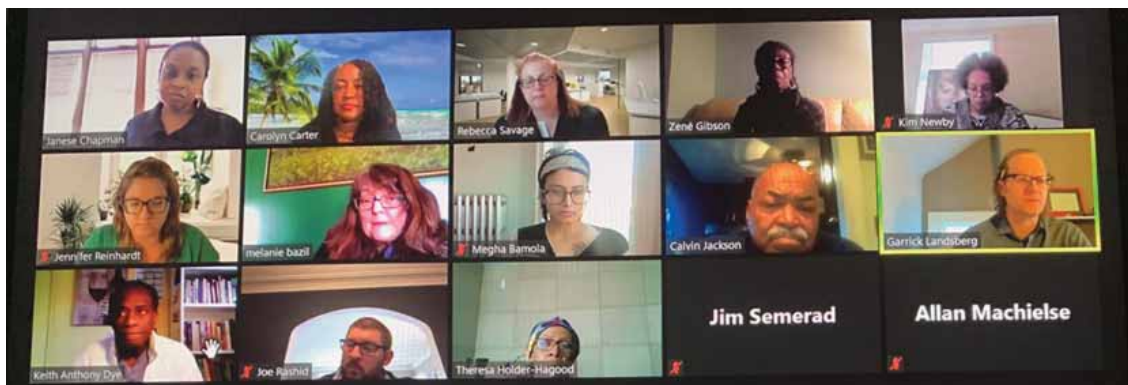 Janese Chapman
Carolyn Carter
Rebecca Savage
Zené Gibson
Kim Newby
Jennifer Reinhardt
melanie bazil
Megha Bamola
Calvin Jackson
Garrick Landsberg
Keith Anthony Dye
Joe Rashid
Theresa Holder-Hagood
Jim Semerad
Allan Machielse